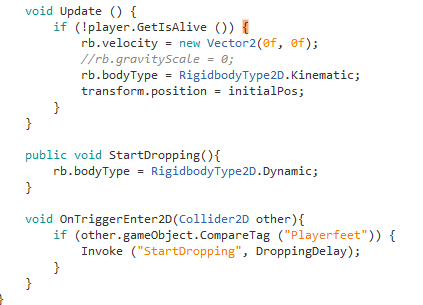 void Update () {
if (!player.GetIsAlive ()) {
rb.velocity = new Vector2(0f, 0f);
//rb.gravityScale = 0;
rb.bodyType = RigidbodyType2D.Kinematic;
transform.position = initialPos;
}
}
public void StartDropping(){
rb.bodyType = RigidbodyType2D.Dynamic;
}
void OnTriggerEnter2D(Collider2D other){
if (other.gameObject.CompareTag ("Playerfeet")) {
Invoke ("StartDropping", DroppingDelay);
}
}
}